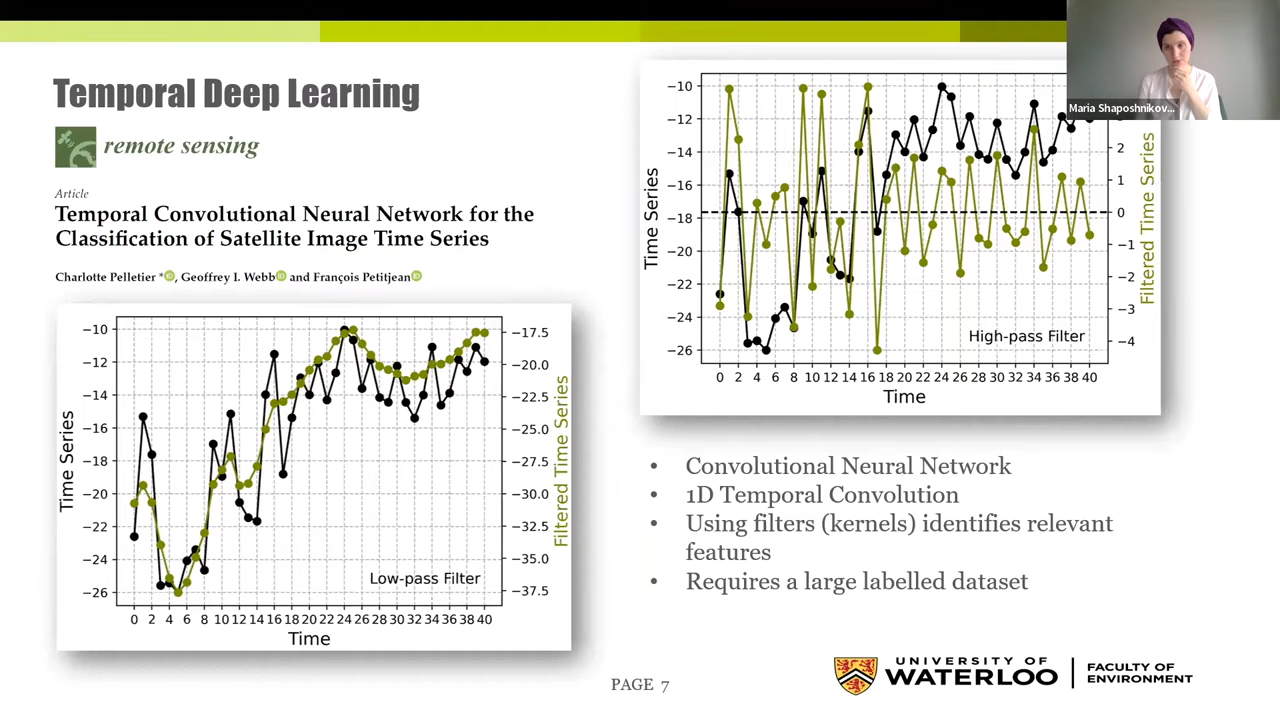 Maria Shaposhnikov...
Temporal Deep Learning
remote sensing
Article
Temporal Convolutional Neural Network for the
Classification of Satellite Image Time Series
Charlotte Pelletier *, Geoffrey I. Webb and François Petitjean
−10
−12
−14
−16
−18
−20
−22
−24
−26
Time Series
0 2 4 6 8 10 12 14 16 18 20 22 24 26 28 30 32 34 36 38 40
Time
−17.5
−20.0
−22.5
−25.0
−27.5
−30.0
−32.5
−35.0
−37.5
Filtered Time Series
Low-pass Filter
−10
−12
−14
−16
−18
−20
−22
−24
−26
Time Series
0 2 4 6 8 10 12 14 16 18 20 22 24 26 28 30 32 34 36 38 40
Time
2
1
0
−1
−2
−3
−4
Filtered Time Series
High-pass Filter
• Convolutional Neural Network
• 1D Temporal Convolution
• Using filters (kernels) identifies relevant
features
• Requires a large labelled dataset
PAGE 7
UNIVERSITY OF
WATERLOO
FACULTY OF
ENVIRONMENT